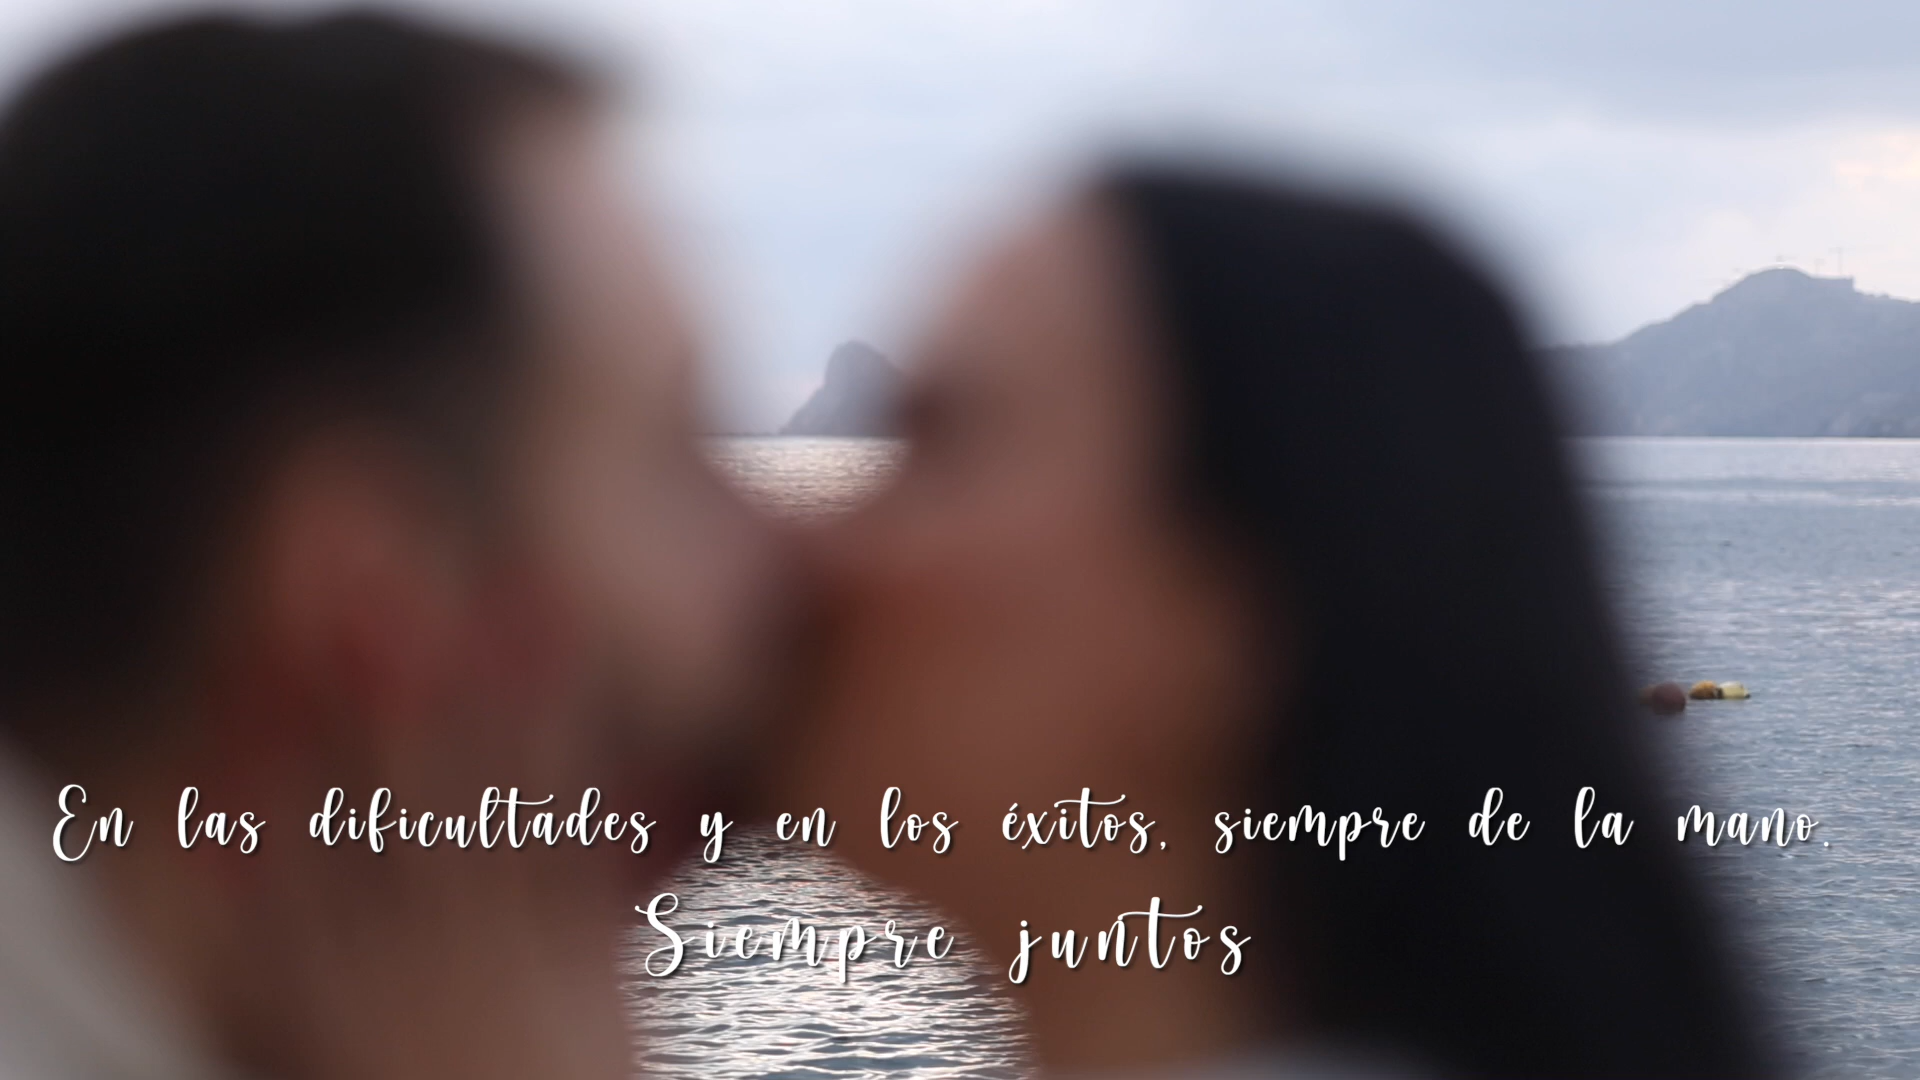 En las dificultades y en los éxitos, siempre de la mano.
Siempre juntos